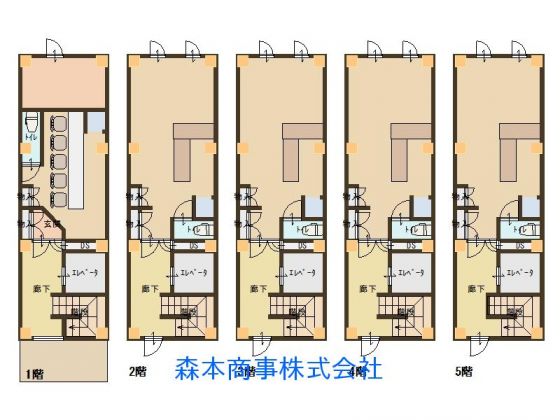 トイレ
物入
物入 玄関
DS
エレベータ
廊下
階段
1階
物入
トイレ
物入
DS
エレベータ
廊下
階段
2階
物入
トイレ
物入
DS
エレベータ
廊下
階段
3階
物入
トイレ
物入
DS
エレベータ
廊下
階段
4階
物入
トイレ
物入
DS
エレベータ
廊下
階段
5階
森本商事株式会社